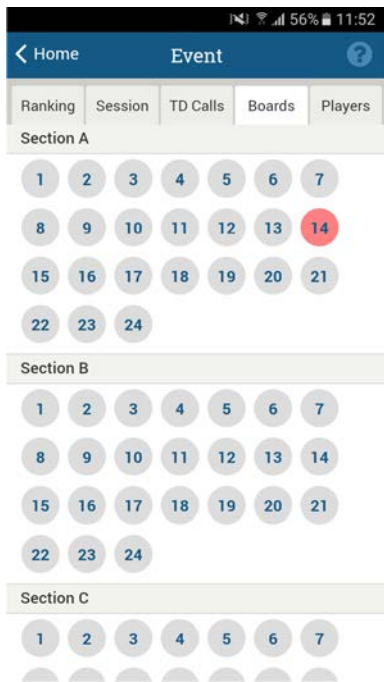 56% 11:52
Home Event ?
Ranking Session TD Calls Boards Players
Section A
1 2 3 4 5 6 7
8 9 10 11 12 13 14
15 16 17 18 19 20 21
22 23 24
Section B
1 2 3 4 5 6 7
8 9 10 11 12 13 14
15 16 17 18 19 20 21
22 23 24
Section C
1 2 3 4 5 6 7